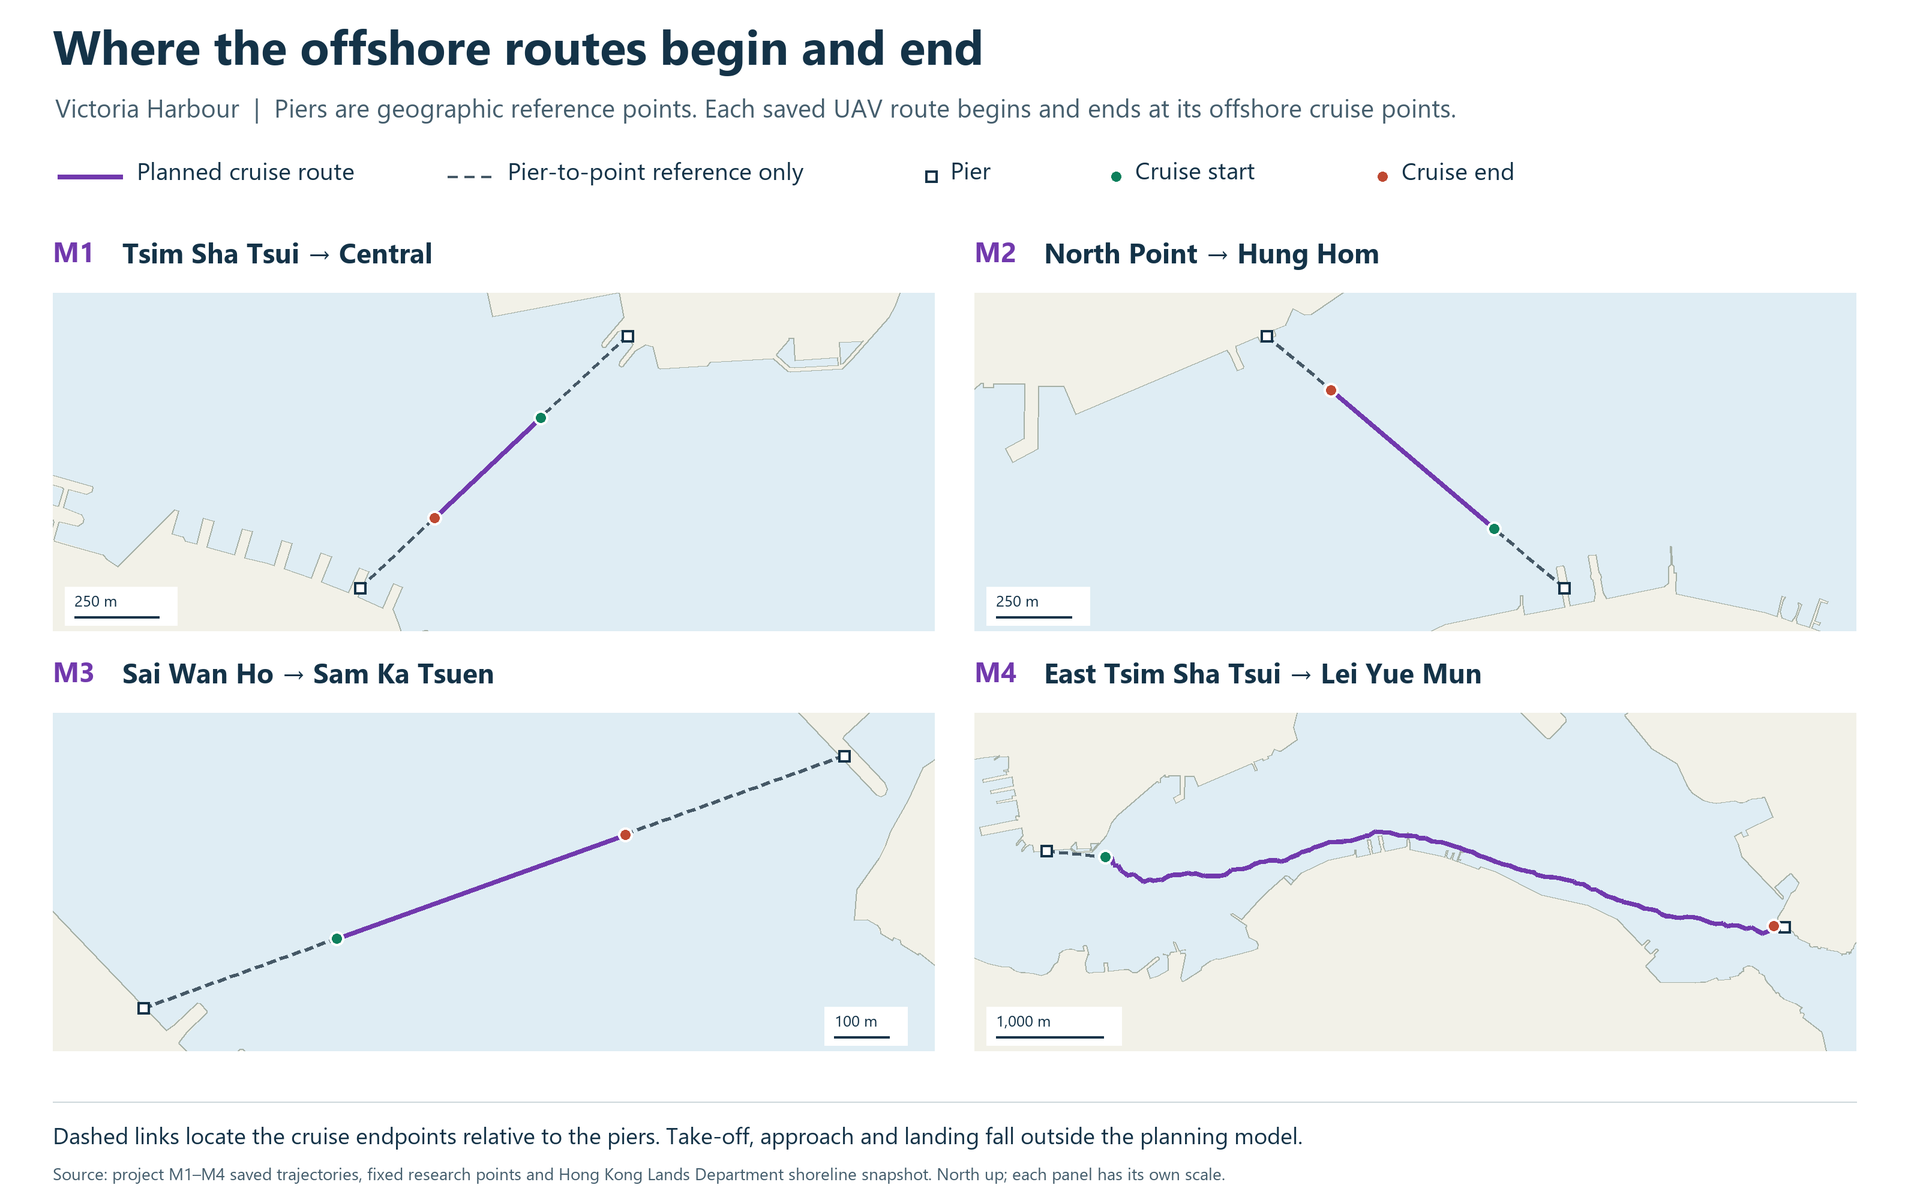 Where the offshore routes begin and end
Victoria Harbour | Piers are geographic reference points. Each saved UAV route begins and ends at its offshore cruise points.
Planned cruise route
Pier-to-point reference only
Pier
Cruise start
Cruise end
M1 Tsim Sha Tsui → Central
250 m
M2 North Point → Hung Hom
250 m
M3 Sai Wan Ho → Sam Ka Tsuen
100 m
M4 East Tsim Sha Tsui → Lei Yue Mun
1,000 m
Dashed links locate the cruise endpoints relative to the piers. Take-off, approach and landing fall outside the planning model.
Source: project M1–M4 saved trajectories, fixed research points and Hong Kong Lands Department shoreline snapshot. North up; each panel has its own scale.